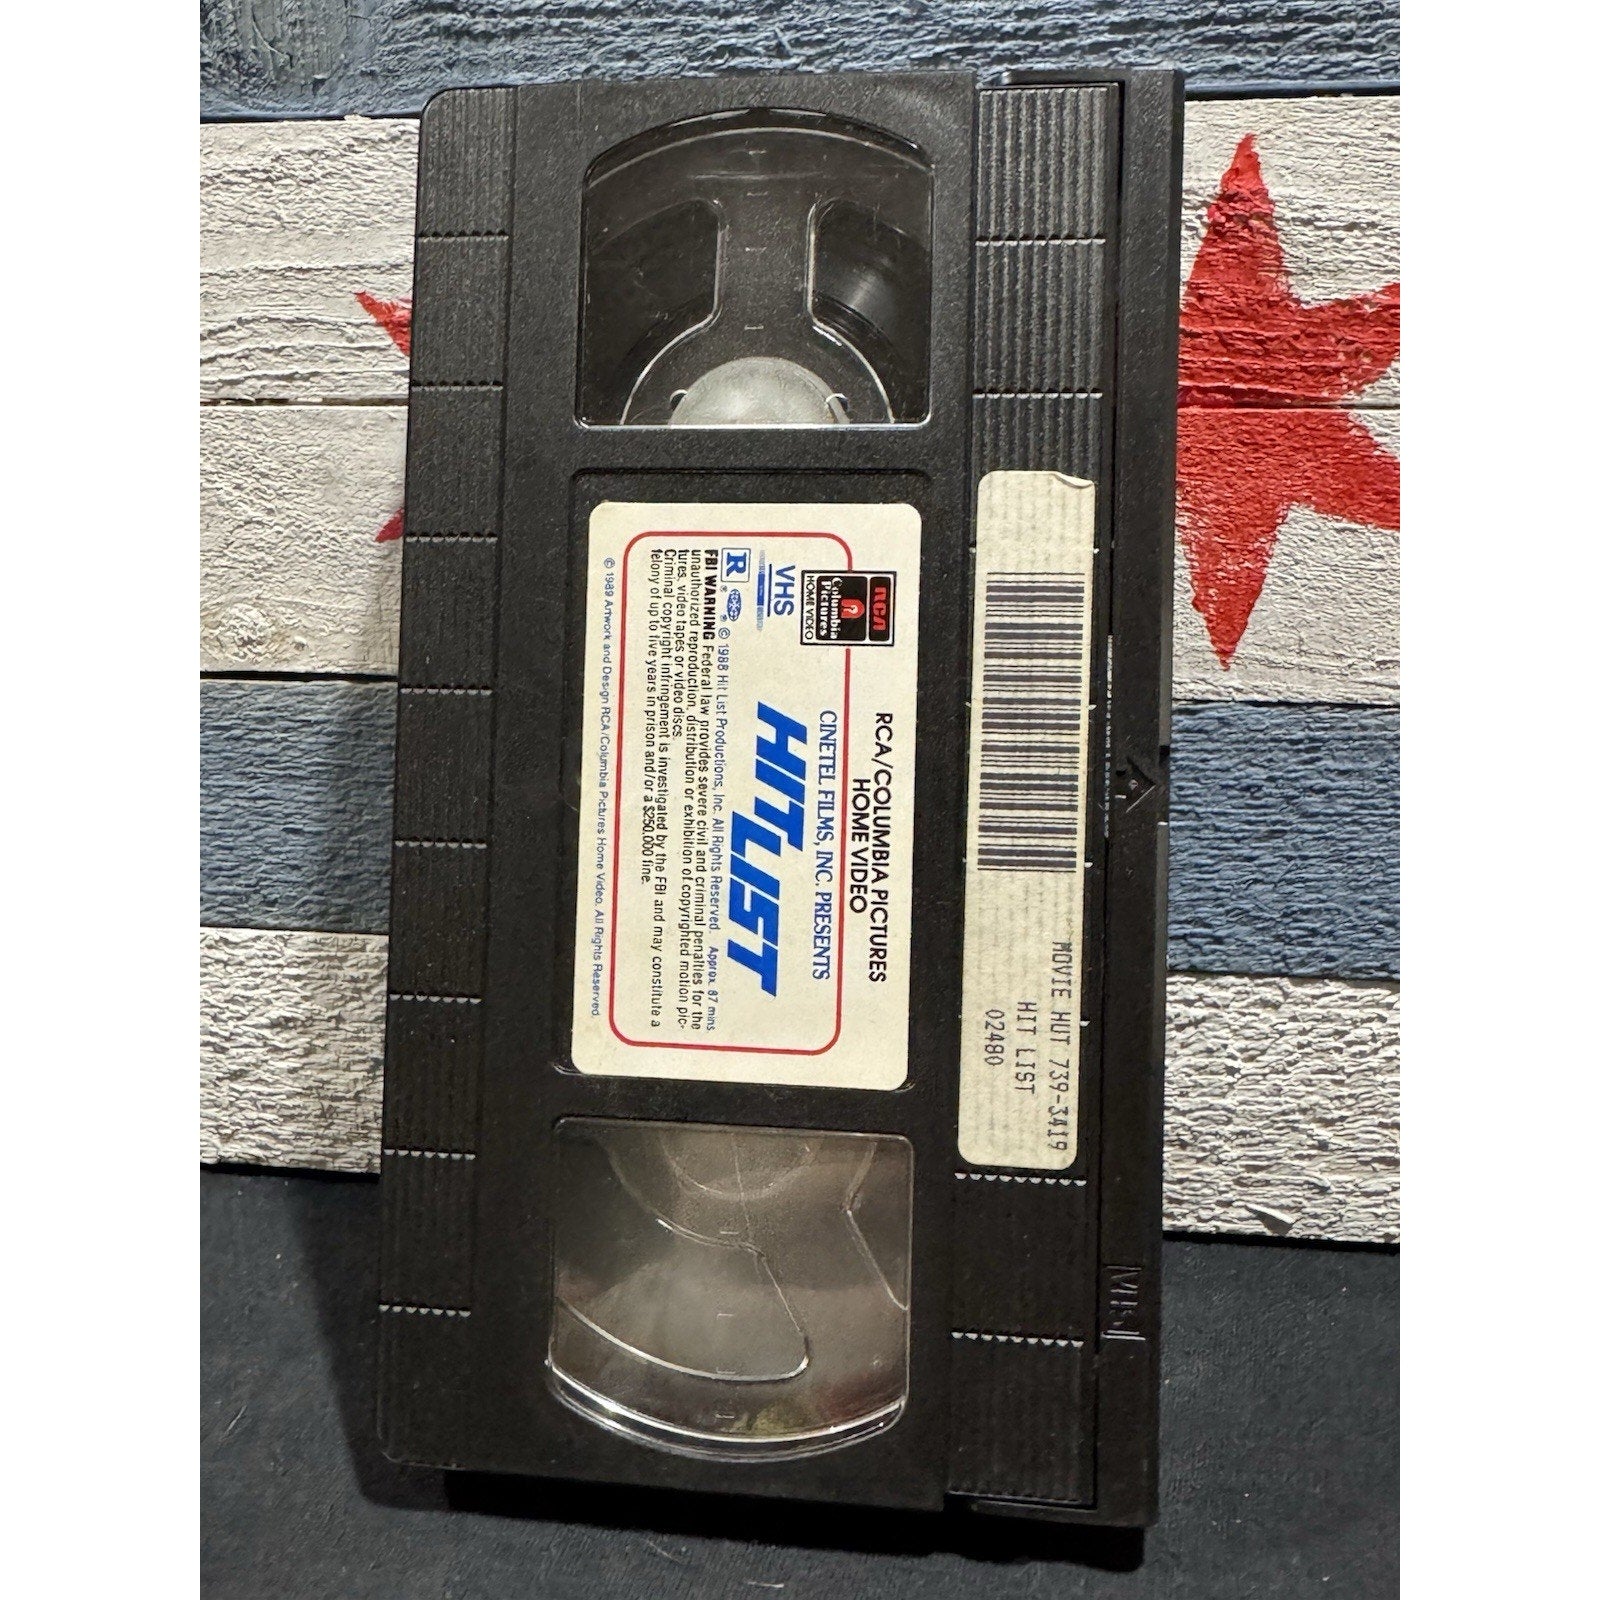 RCA/COLUMBIA PICTURES
HOME VIDEO
RCA
Columbia
Pictures
HOME VIDEO
CINETEL FILMS, INC. PRESENTS
HIT LIST
VHS
R ® © 1988 Hit List Productions, Inc. All Rights Reserved. Approx. 87 mins.
FBI WARNING Federal law provides severe civil and criminal penalties for the
unauthorized reproduction, distribution or exhibition of copyrighted motion pic-
tures, video tapes or video discs.
Criminal copyright infringement is investigated by the FBI and may constitute a
felony of up to five years in prison and/or a $250,000 fine.
© 1989 Artwork and Design RCA/Columbia Pictures Home Video. All Rights Reserved.
MOVIE HUT 739-3419
HIT LIST
02480